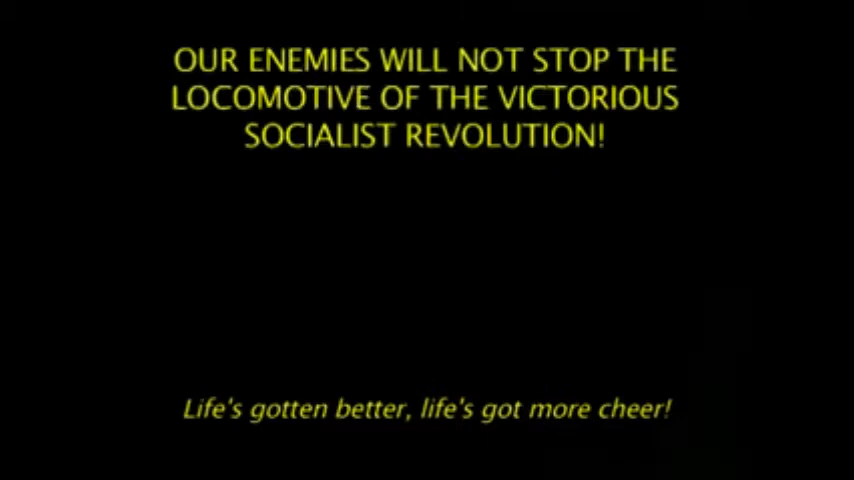 OUR ENEMIES WILL NOT STOP THE
LOCOMOTIVE OF THE VICTORIOUS
SOCIALIST REVOLUTION!
Life's gotten better, life's got more cheer!